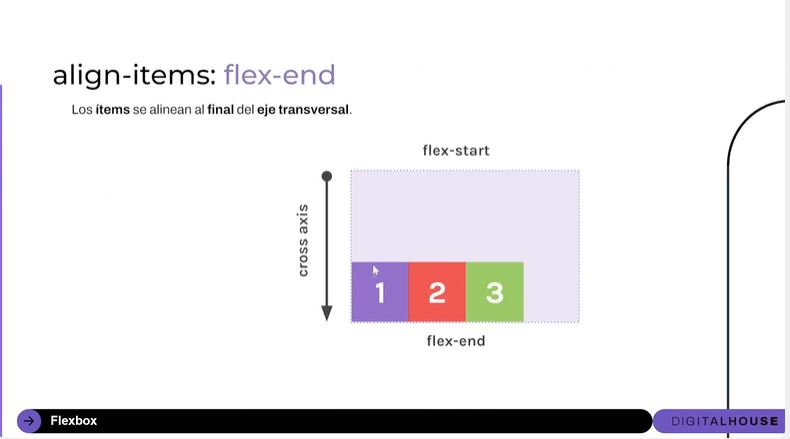 align-items: flex-end
Los ítems se alinean al final del eje transversal.
flex-start
cross axis
1 2 3
flex-end
Flexbox
DIGITALHOUSE